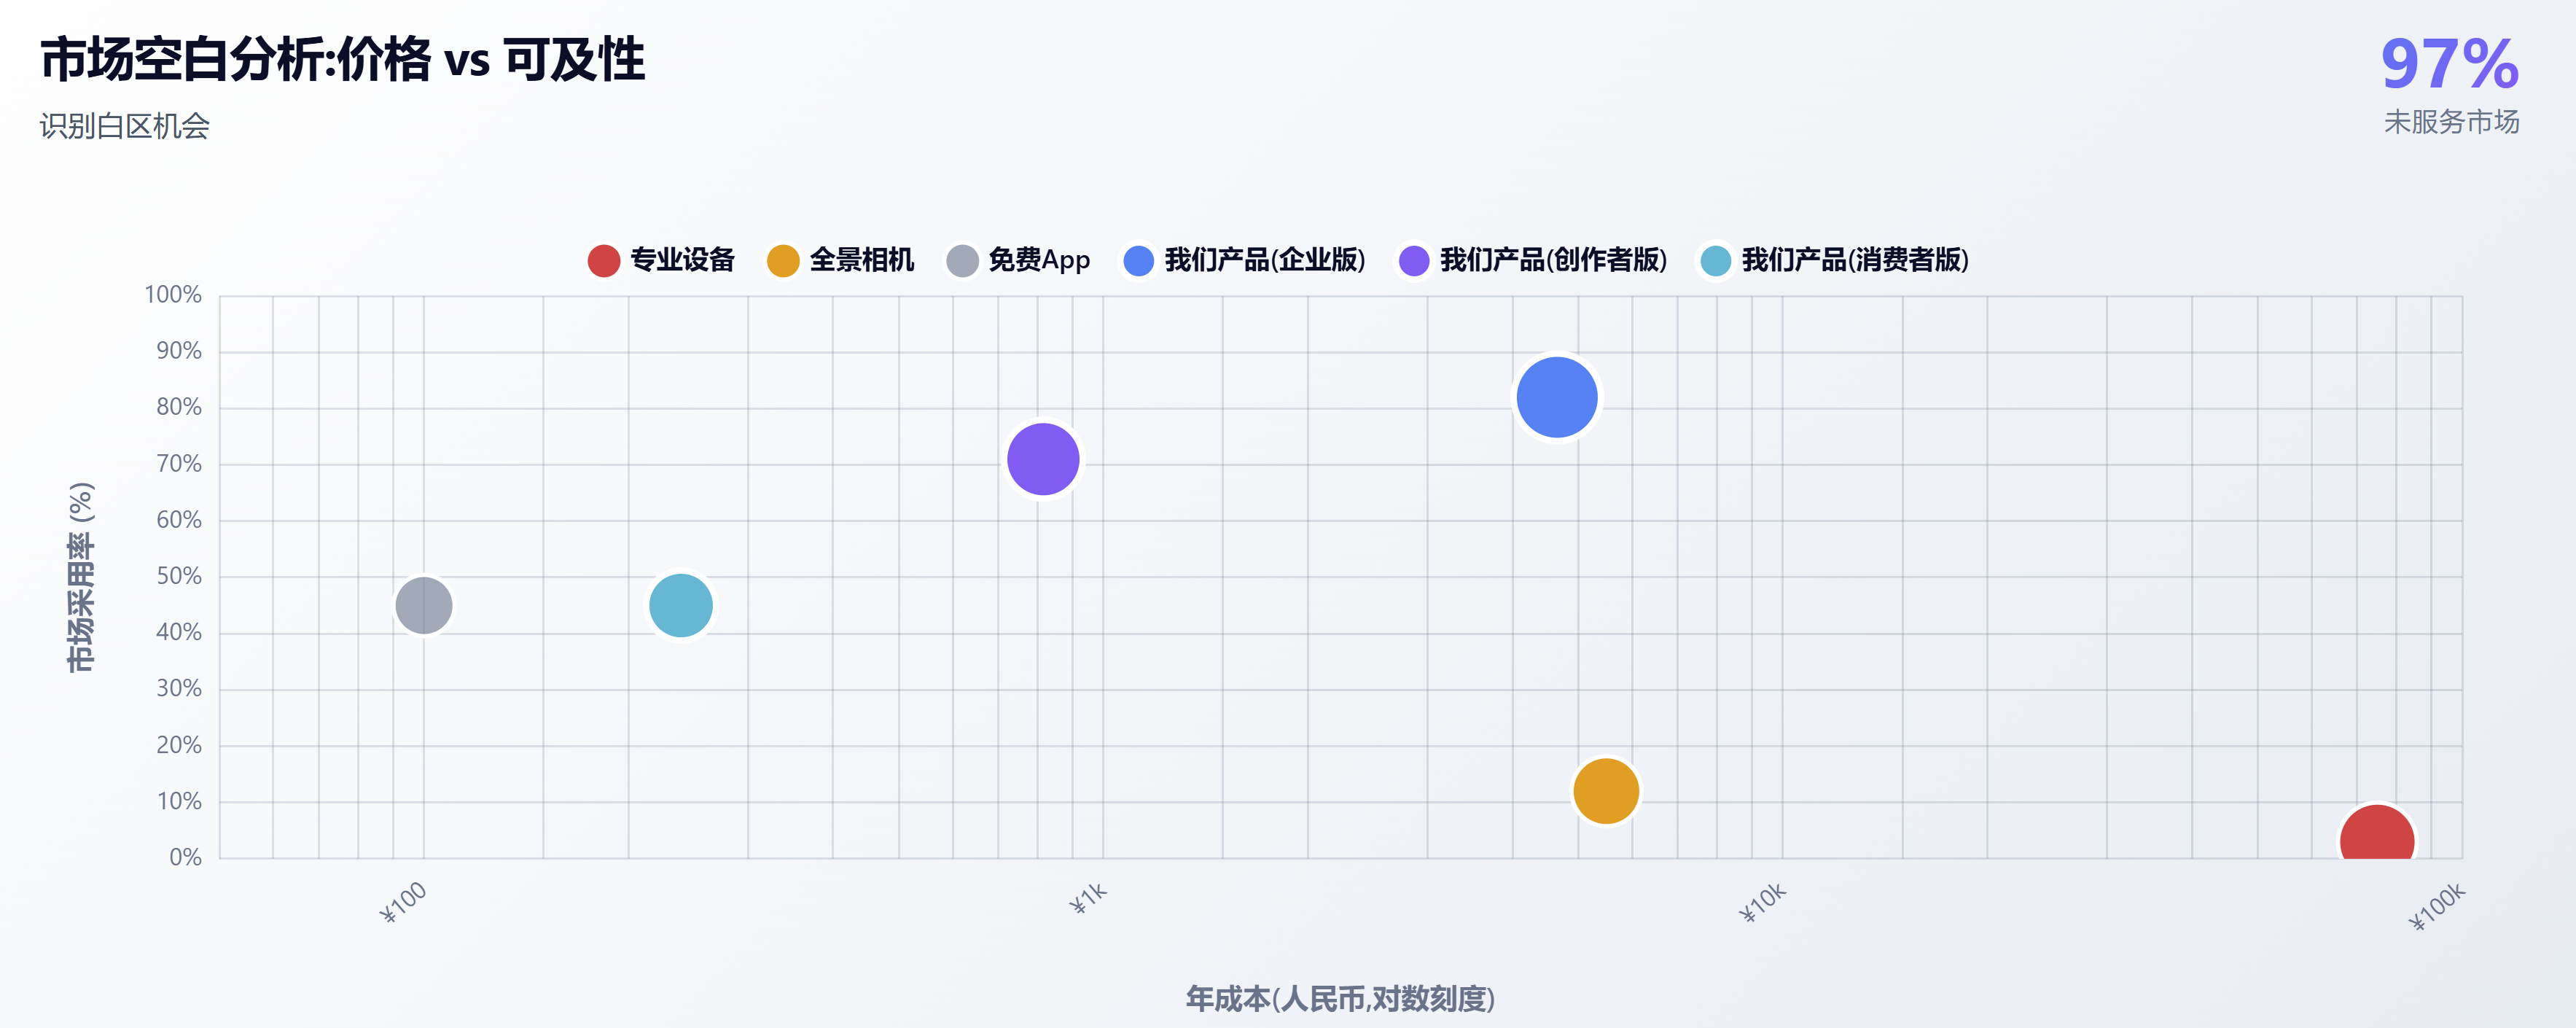 市场空白分析:价格 vs 可及性
识别白区机会
97%
未服务市场
专业设备 全景相机 免费App 我们产品(企业版) 我们产品(创作者版) 我们产品(消费者版)
市场采用率 (%)
100%
90%
80%
70%
60%
50%
40%
30%
20%
10%
0%
¥100 ¥1k ¥10k ¥100k
年成本(人民币,对数刻度)